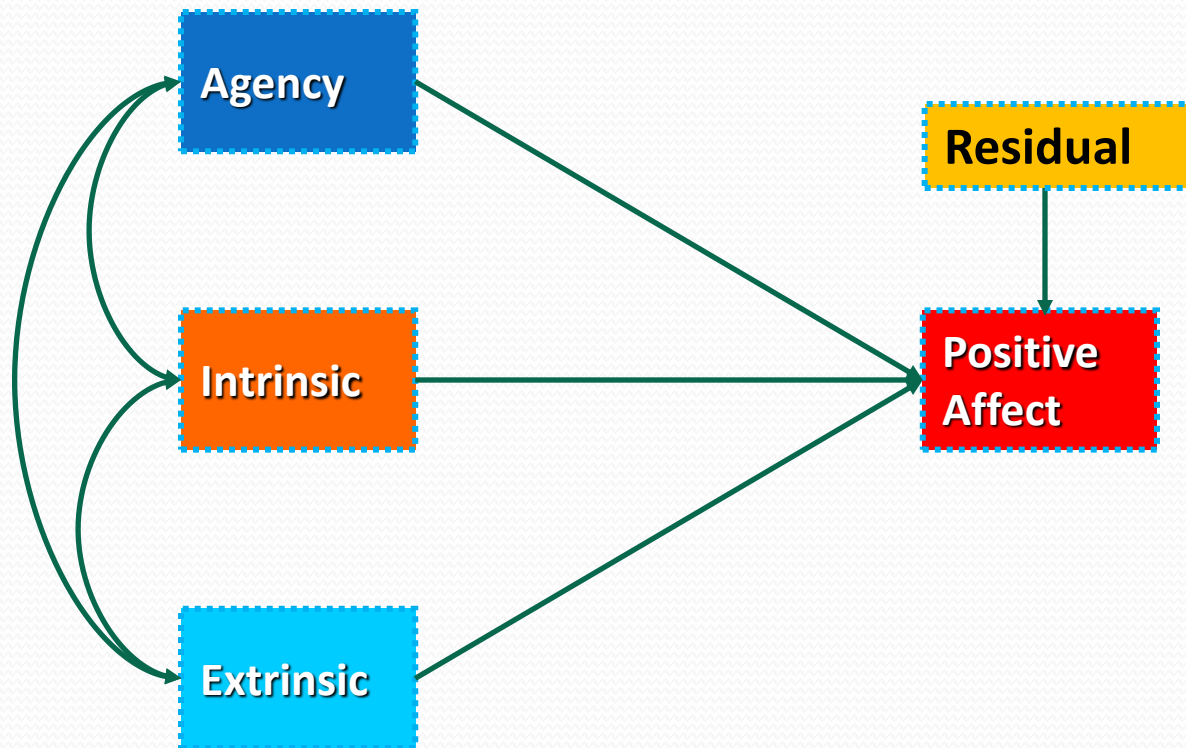 Agency
Residual
Intrinsic
Positive
Affect
Extrinsic